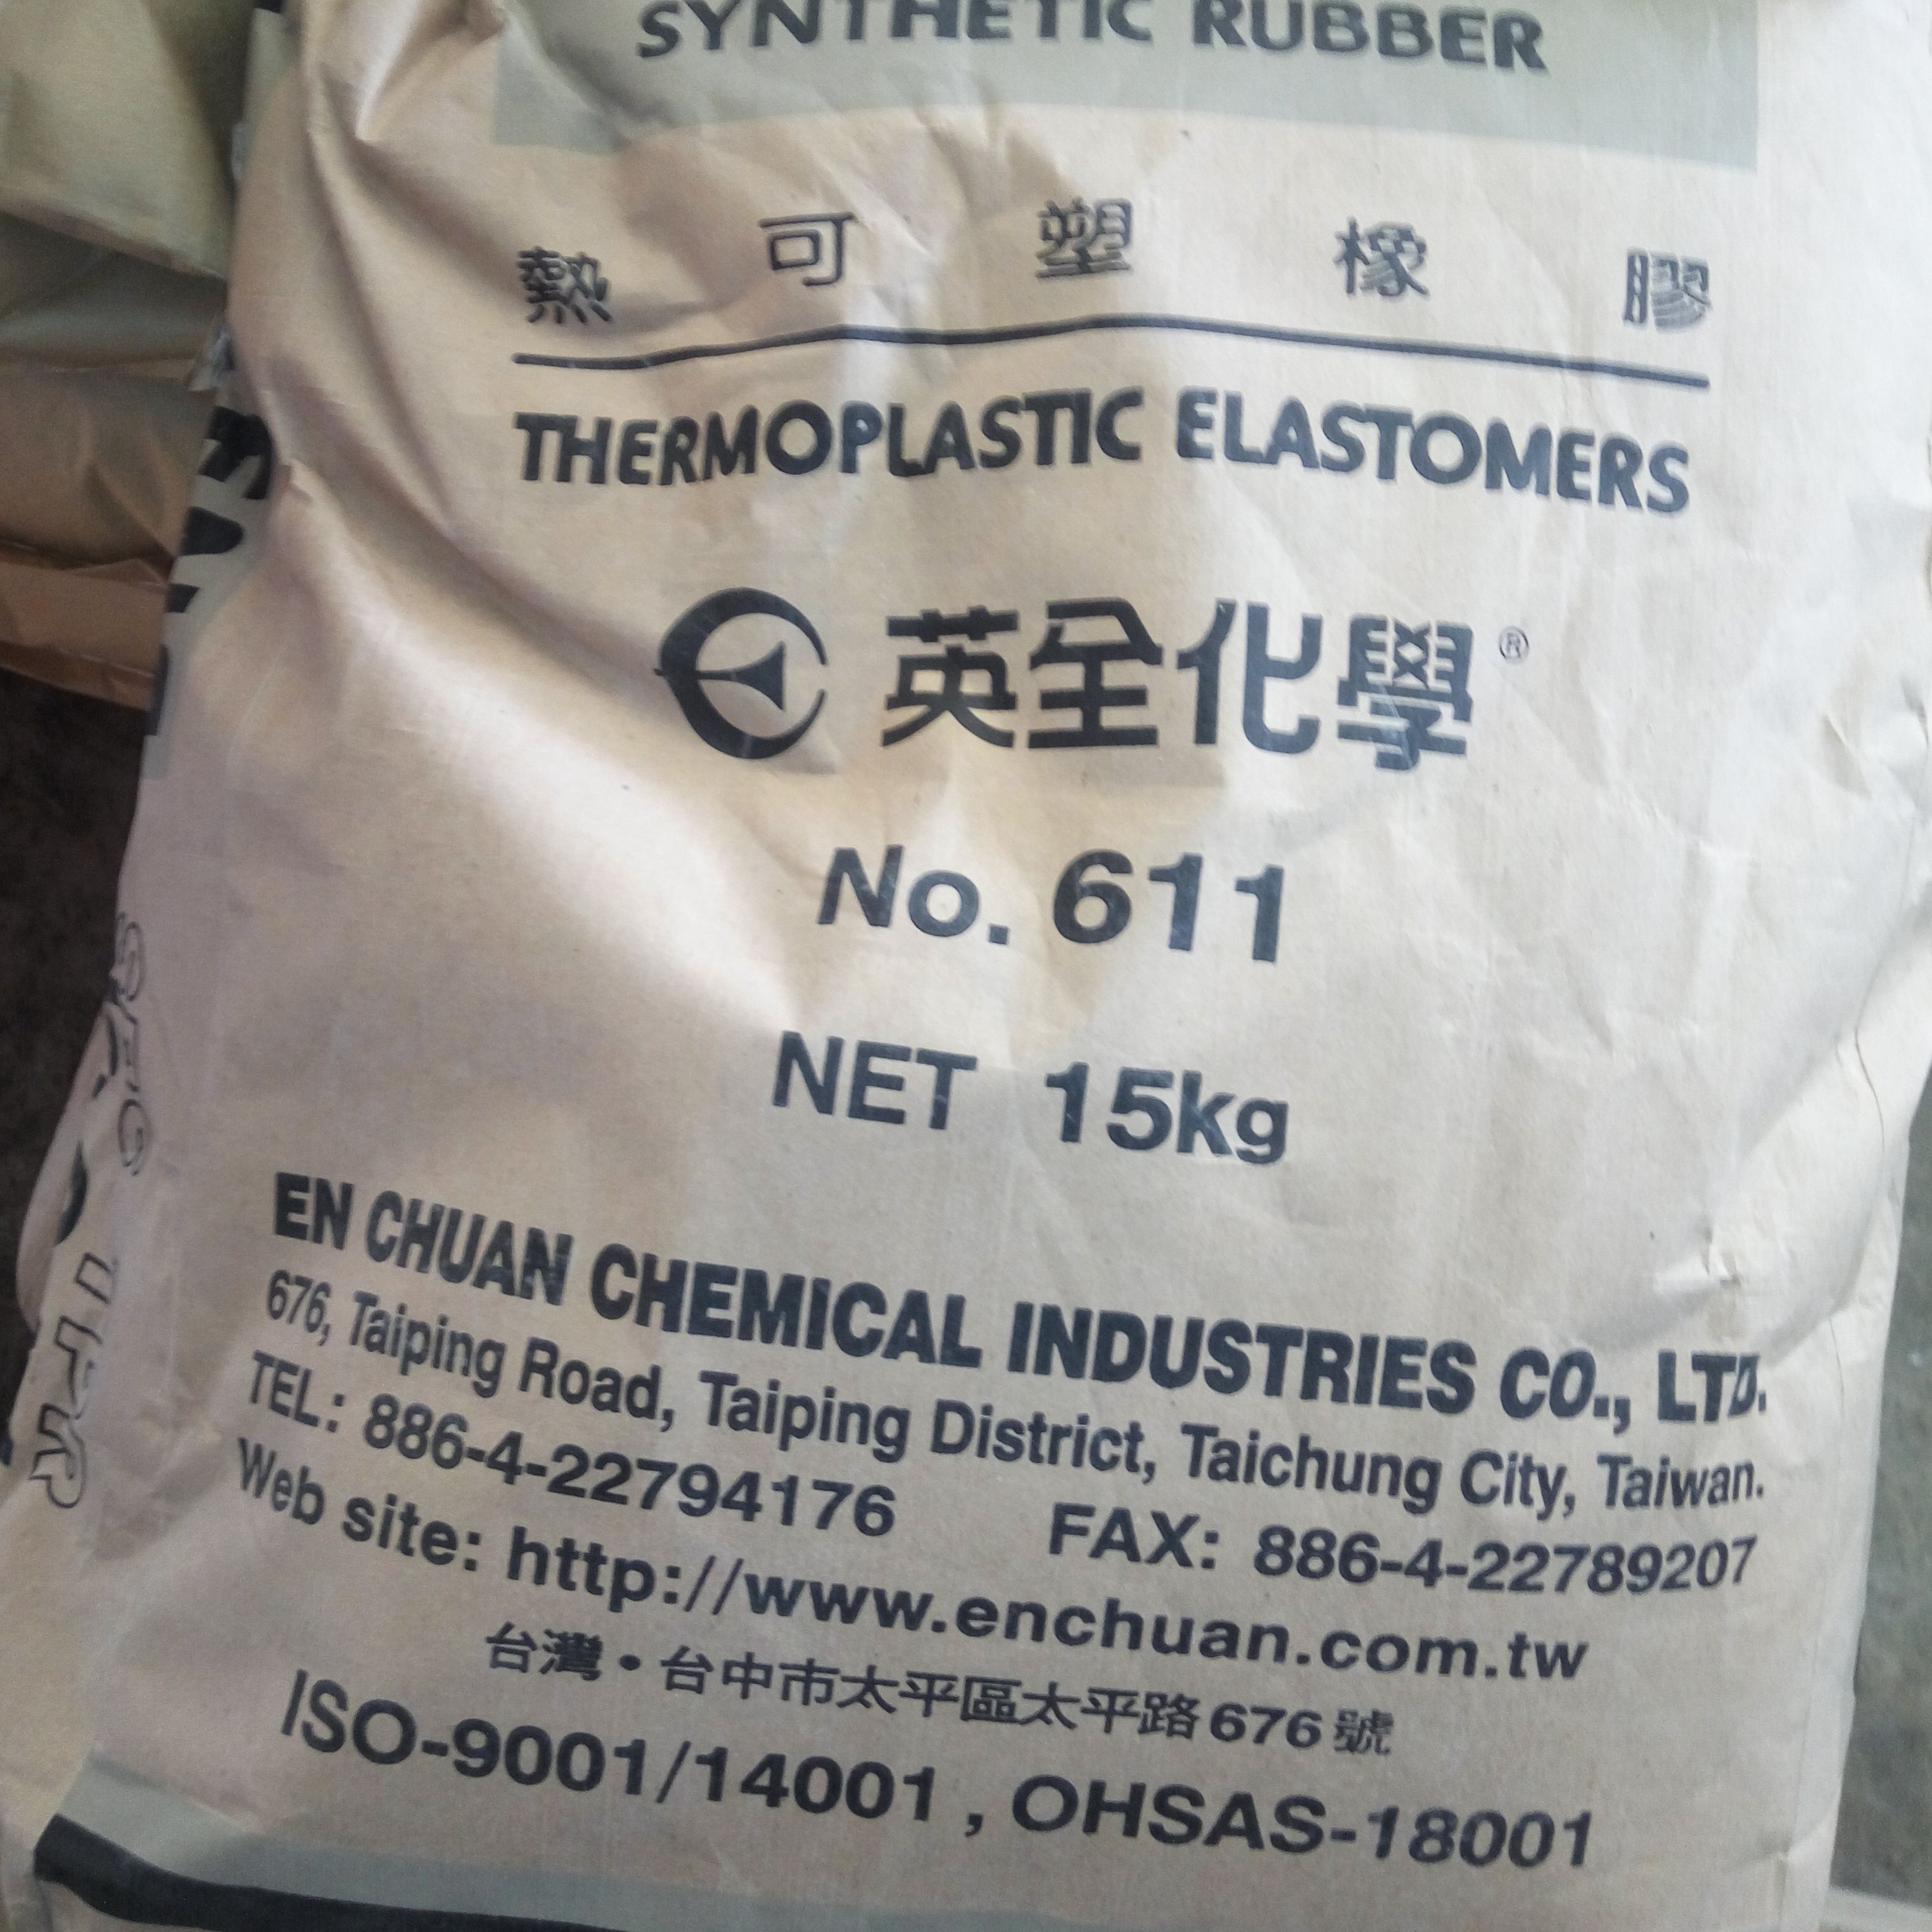 SYNTHETIC RUBBER
熱可塑橡膠
THERMOPLASTIC ELASTOMERS
英全化學®
No. 611
NET 15kg
EN CHUAN CHEMICAL INDUSTRIES CO., LTD.
676, Taiping Road, Taiping District, Taichung City, Taiwan.
TEL: 886-4-22794176 FAX: 886-4-22789207
Web site: http://www.enchuan.com.tw
台灣•台中市太平區太平路676號
ISO-9001/14001, OHSAS-18001